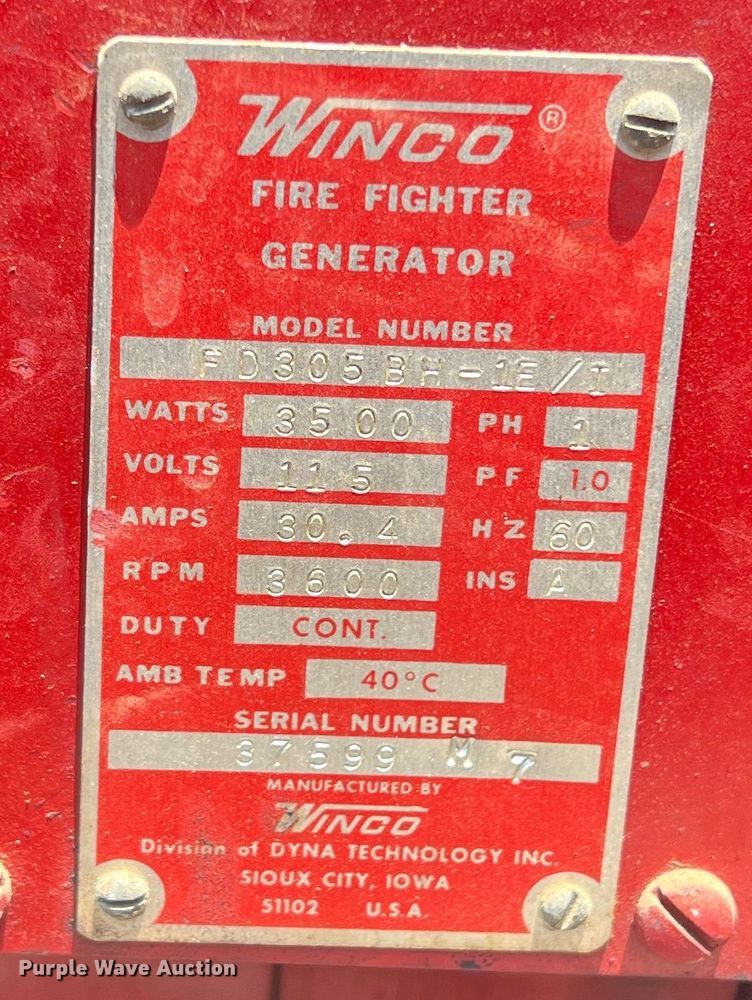 WINCO ®
FIRE FIGHTER
GENERATOR
MODEL NUMBER
FD305BH-1E/I
WATTS 3500 PH 1
VOLTS 115 PF 1.0
AMPS 30.4 HZ 60
RPM 3600 INS A
DUTY CONT.
AMB TEMP 40°C
SERIAL NUMBER
37599 M 7
MANUFACTURED BY
WINCO
Division of DYNA TECHNOLOGY INC.
SIOUX CITY, IOWA
51102 U.S.A.
Purple Wave Auction